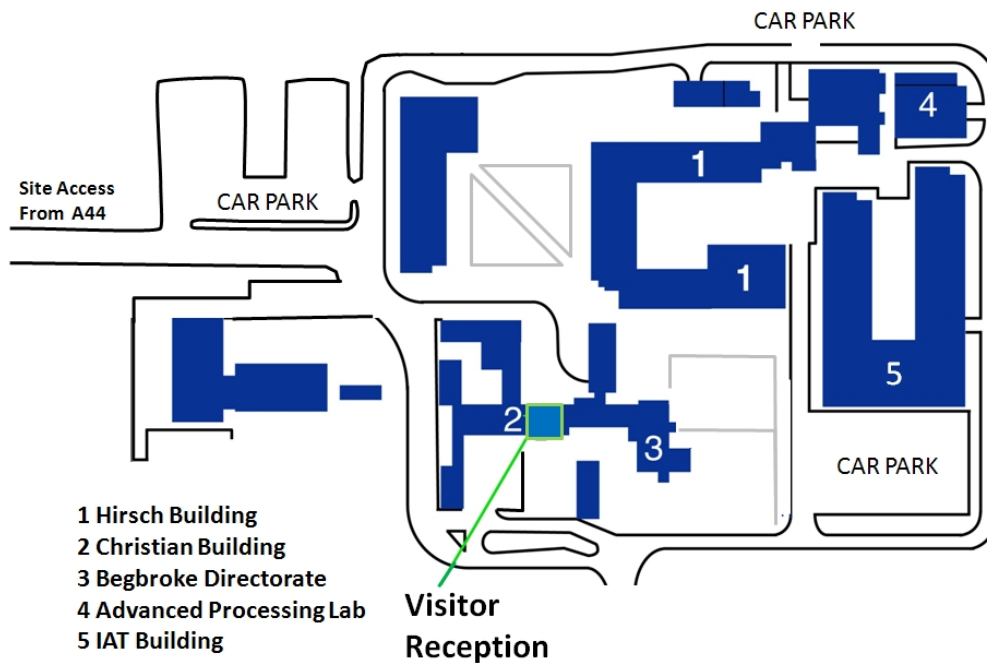 CAR PARK
4
1
Site Access
From A44
CAR PARK
1
5
2
3
CAR PARK
1 Hirsch Building
2 Christian Building
3 Begbroke Directorate
4 Advanced Processing Lab
5 IAT Building
Visitor
Reception